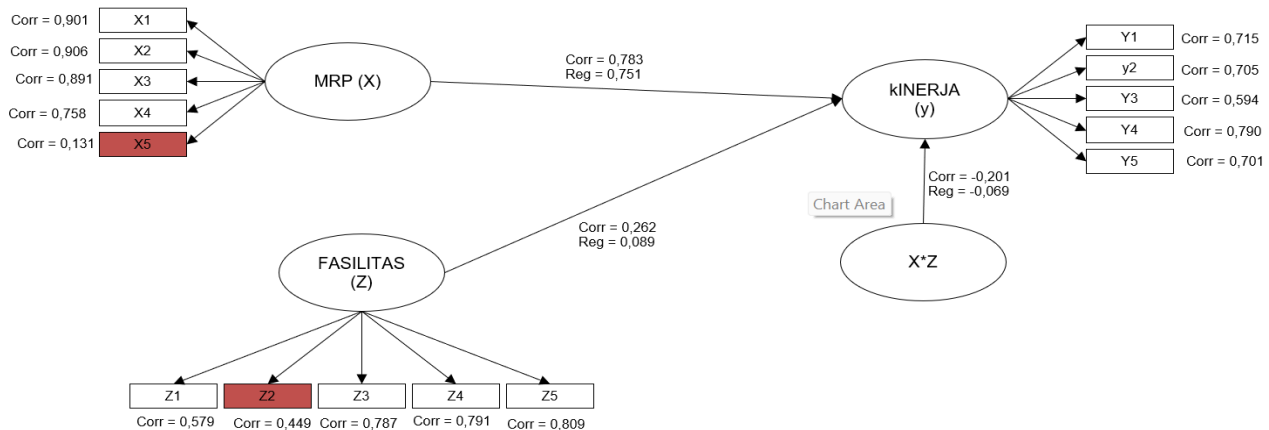 Corr = 0,901 X1
Corr = 0,906 X2
Corr = 0,891 X3
Corr = 0,758 X4
Corr = 0,131 X5
MRP (X)
Corr = 0,783
Reg = 0,751
kINERJA
(y)
Y1 Corr = 0,715
y2 Corr = 0,705
Y3 Corr = 0,594
Y4 Corr = 0,790
Y5 Corr = 0,701
Corr = -0,201
Reg = -0,069
Chart Area
Corr = 0,262
Reg = 0,089
X*Z
FASILITAS
(Z)
Z1 Z2 Z3 Z4 Z5
Corr = 0,579 Corr = 0,449 Corr = 0,787 Corr = 0,791 Corr = 0,809